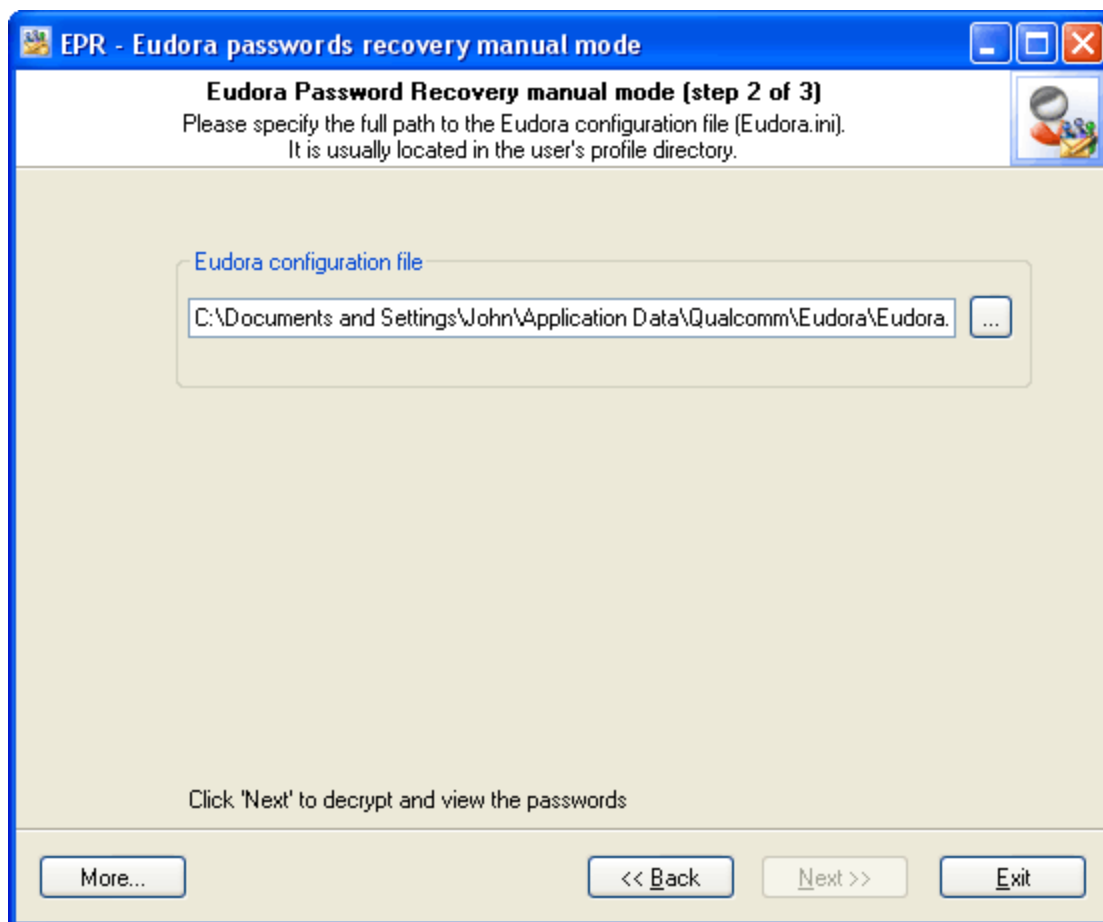 EPR - Eudora passwords recovery manual mode
Eudora Password Recovery manual mode (step 2 of 3)
Please specify the full path to the Eudora configuration file (Eudora.ini).
It is usually located in the user's profile directory.
Eudora configuration file
C:\Documents and Settings\John\Application Data\Qualcomm\Eudora\Eudora.
...
Click 'Next' to decrypt and view the passwords
More...
<< Back
Next >>
Exit